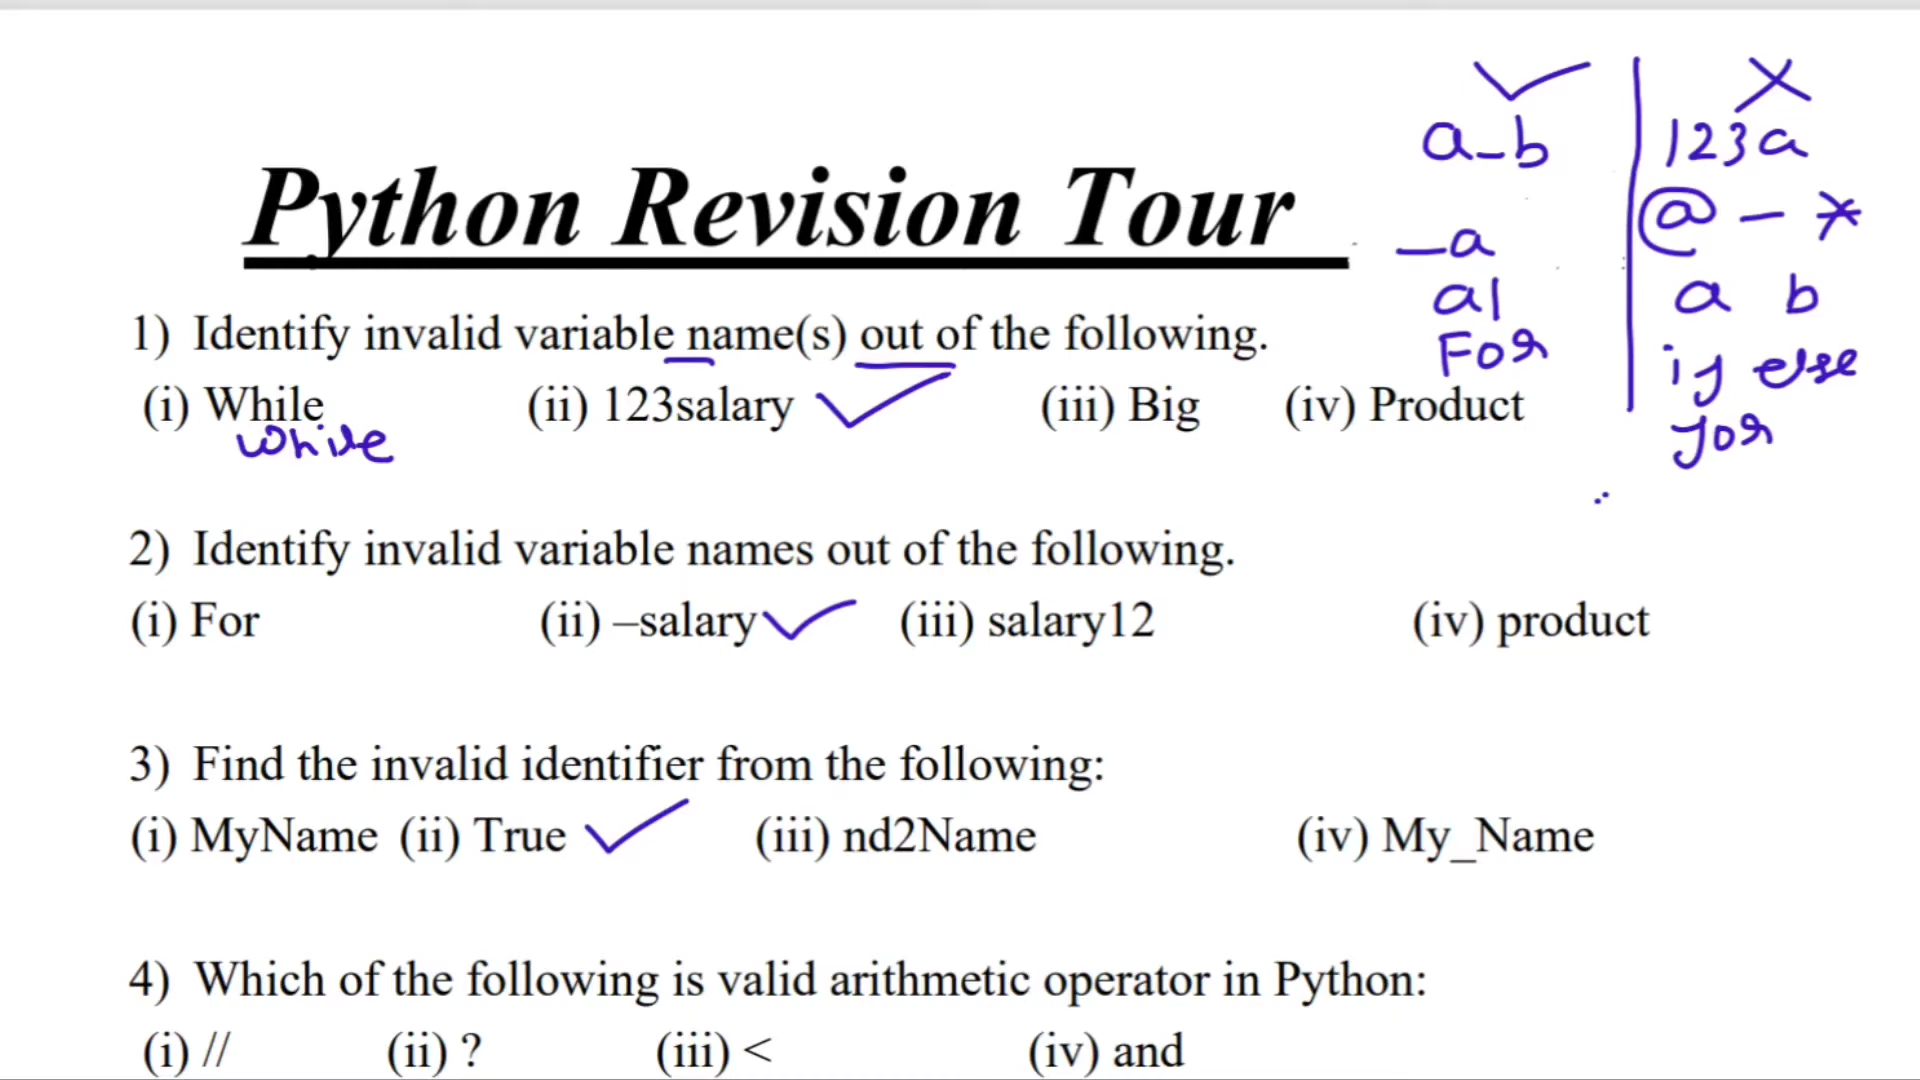 a_b
123a
@ - *
Python Revision Tour
_a
a1
a b
1) Identify invalid variable name(s) out of the following.
For
if else
(i) While (ii) 123salary (iii) Big (iv) Product
while
for
2) Identify invalid variable names out of the following.
(i) For (ii) –salary (iii) salary12 (iv) product
3) Find the invalid identifier from the following:
(i) MyName (ii) True (iii) nd2Name (iv) My_Name
4) Which of the following is valid arithmetic operator in Python:
(i) // (ii) ? (iii) < (iv) and